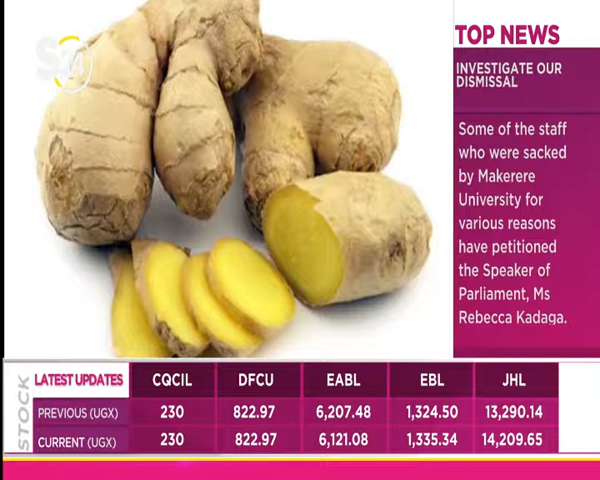 S24
TOP NEWS
INVESTIGATE OUR
DISMISSAL
Some of the staff
who were sacked
by Makerere
University for
various reasons
have petitioned
the Speaker of
Parliament, Ms
Rebecca Kadaga.
STOCK
LATEST UPDATES CQCIL DFCU EABL EBL JHL
PREVIOUS (UGX) 230 822.97 6,207.48 1,324.50 13,290.14
CURRENT (UGX) 230 822.97 6,121.08 1,335.34 14,209.65